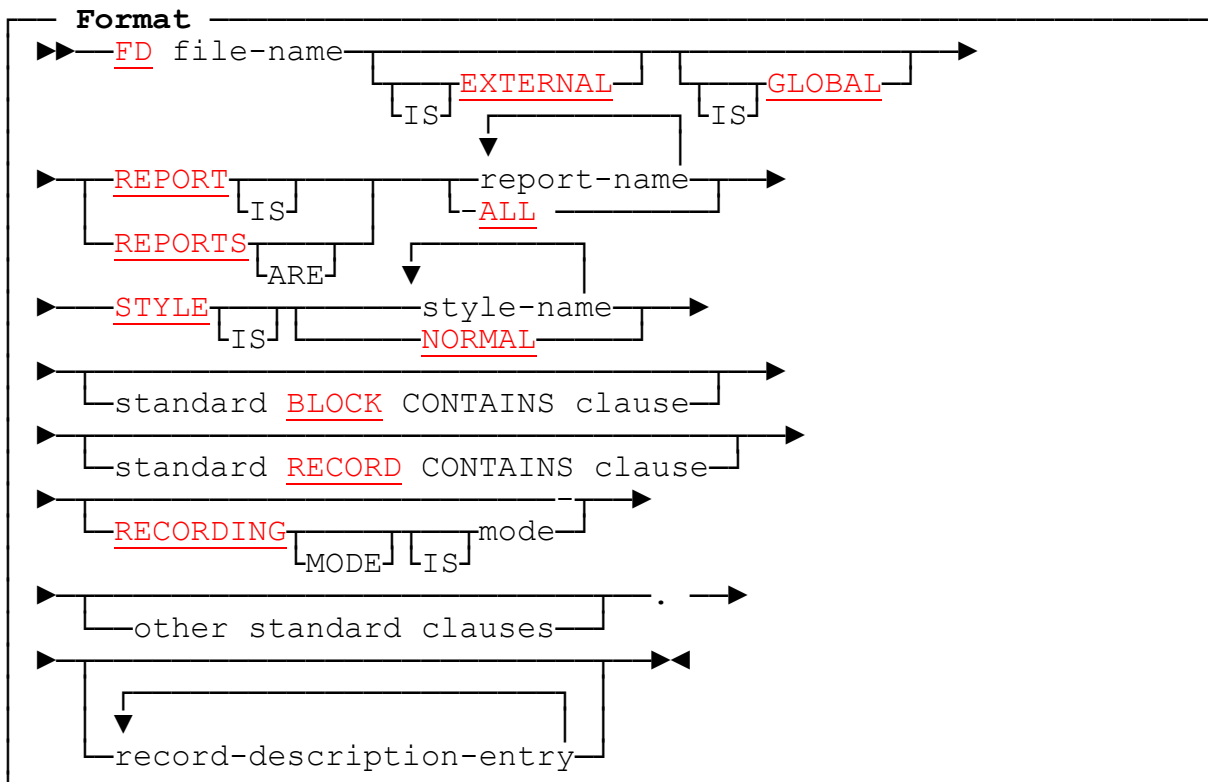 Format
FD file-name
EXTERNAL GLOBAL
IS IS
REPORT report-name
IS -ALL
REPORTS
ARE
STYLE style-name
IS NORMAL
standard BLOCK CONTAINS clause
standard RECORD CONTAINS clause
-
RECORDING mode
MODE IS
.
other standard clauses
record-description-entry